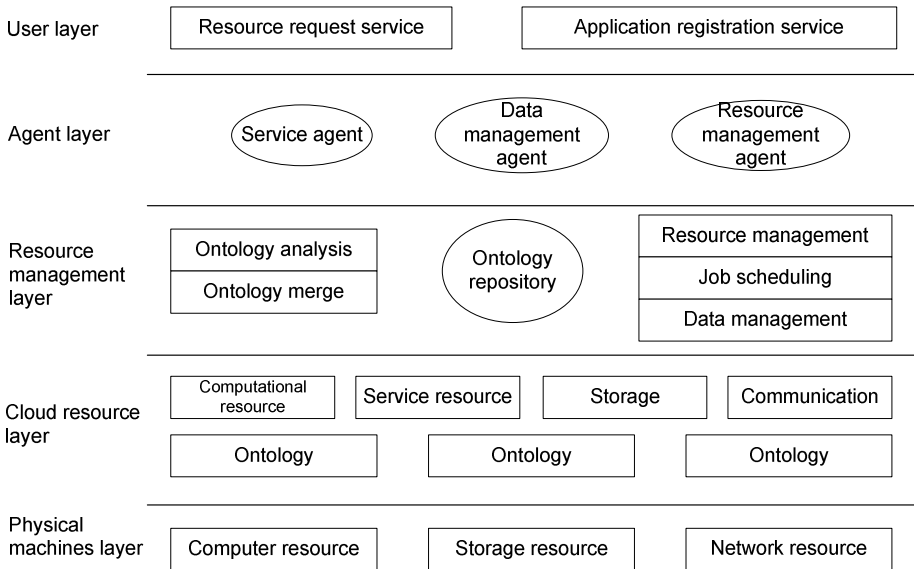 User layer
Resource request service
Application registration service
Agent layer
Service agent
Data
management
agent
Resource
management
agent
Resource
management
layer
Ontology analysis
Ontology merge
Ontology
repository
Resource management
Job scheduling
Data management
Cloud resource
layer
Computational
resource
Service resource
Storage
Communication
Ontology
Ontology
Ontology
Physical
machines layer
Computer resource
Storage resource
Network resource